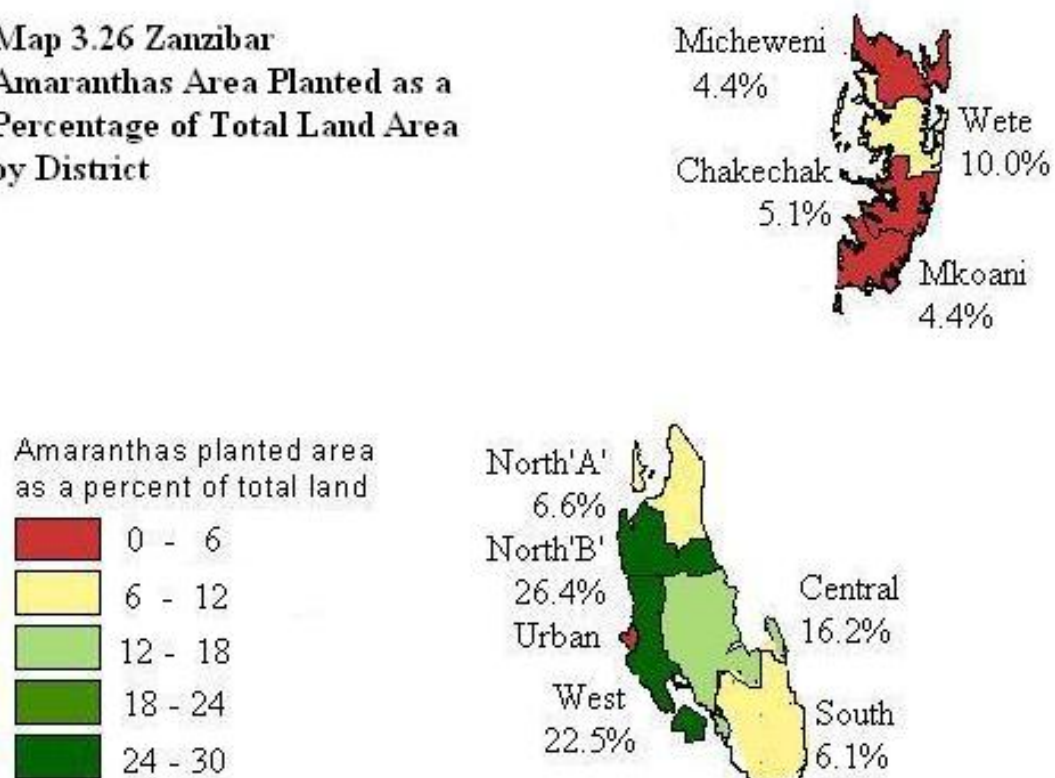 Map 3.26 Zanzibar
Amaranthas Area Planted as a
Percentage of Total Land Area
by District
Micheweni
4.4%
Wete
10.0%
Chakechak
5.1%
Mkoani
4.4%
Amaranthas planted area
as a percent of total land
0 - 6
6 - 12
12 - 18
18 - 24
24 - 30
North'A'
6.6%
North'B'
26.4%
Urban
Central
16.2%
West
22.5%
South
6.1%